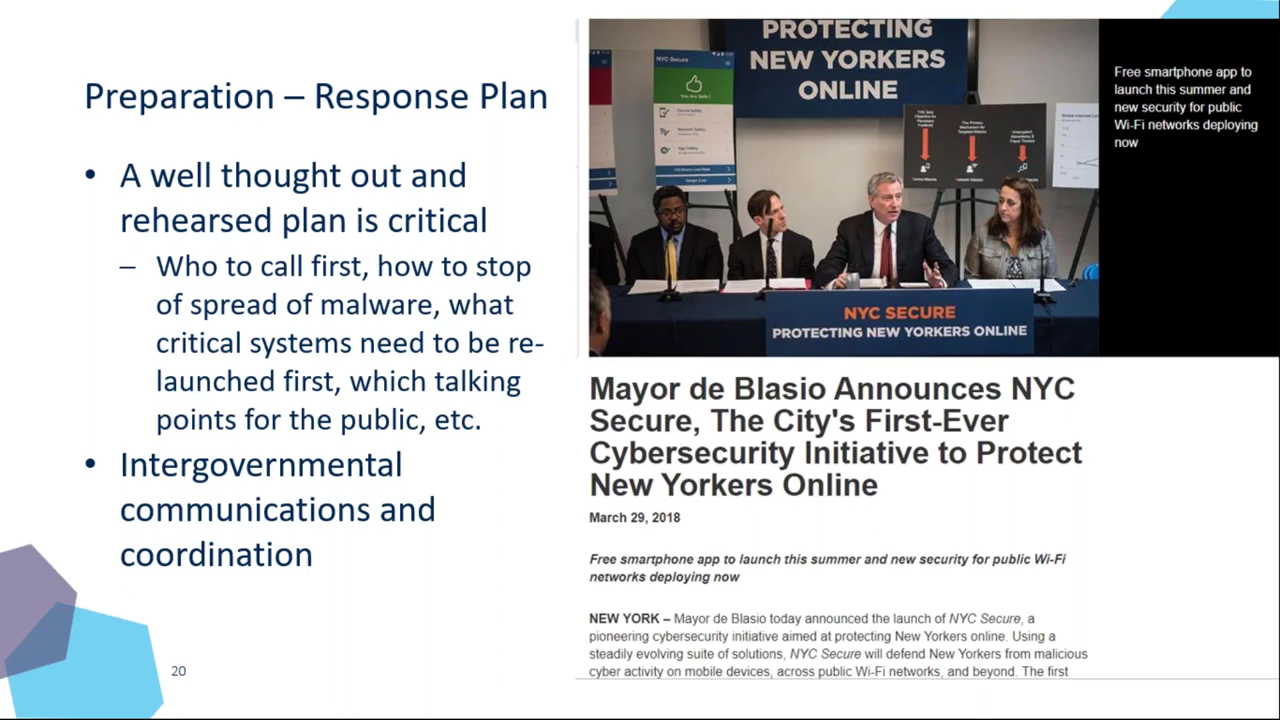 Preparation – Response Plan
• A well thought out and
rehearsed plan is critical
– Who to call first, how to stop
of spread of malware, what
critical systems need to be re-
launched first, which talking
points for the public, etc.
• Intergovernmental
communications and
coordination
20
PROTECTING
NEW YORKERS
ONLINE
NYC Secure
You Are Safe!
NYC SECURE
PROTECTING NEW YORKERS ONLINE
Free smartphone app to
launch this summer and
new security for public
Wi-Fi networks deploying
now
Mayor de Blasio Announces NYC
Secure, The City's First-Ever
Cybersecurity Initiative to Protect
New Yorkers Online
March 29, 2018
Free smartphone app to launch this summer and new security for public Wi-Fi
networks deploying now
NEW YORK – Mayor de Blasio today announced the launch of NYC Secure, a
pioneering cybersecurity initiative aimed at protecting New Yorkers online. Using a
steadily evolving suite of solutions, NYC Secure will defend New Yorkers from malicious
cyber activity on mobile devices, across public Wi-Fi networks, and beyond. The first